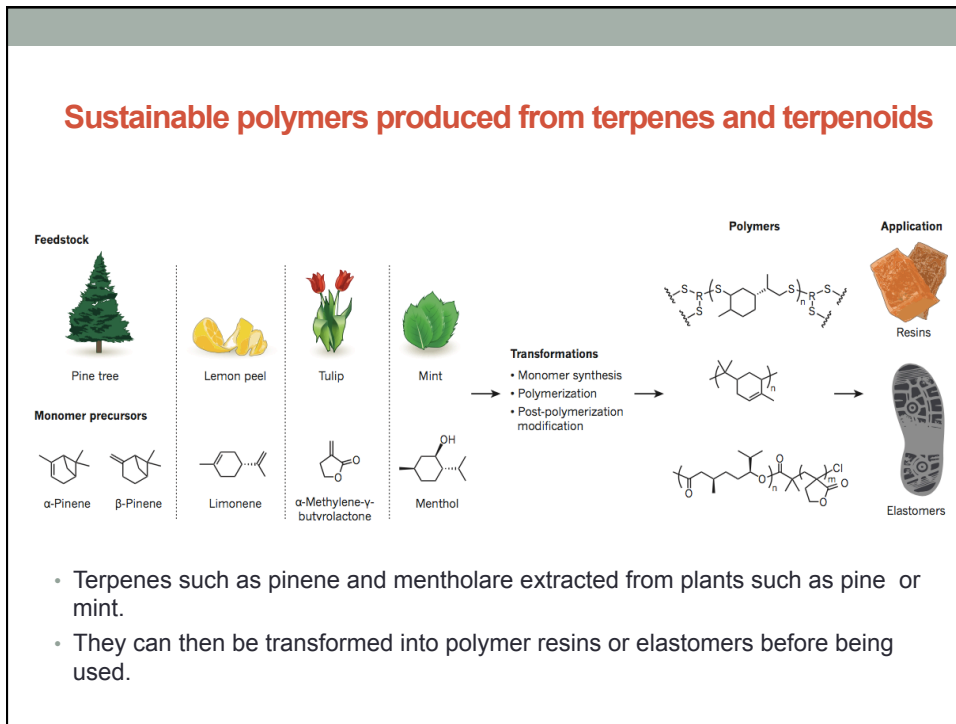 Sustainable polymers produced from terpenes and terpenoids
Feedstock
Pine tree
Lemon peel
Tulip
Mint
Monomer precursors
α-Pinene
β-Pinene
Limonene
O
O
α-Methylene-γ-
butyrolactone
OH
Menthol
Transformations
• Monomer synthesis
• Polymerization
• Post-polymerization
modification
Polymers
S R S S n R S
S S
n
O O n O Cl
m O
O
Application
Resins
Elastomers
• Terpenes such as pinene and mentholare extracted from plants such as pine or
mint.
• They can then be transformed into polymer resins or elastomers before being
used.